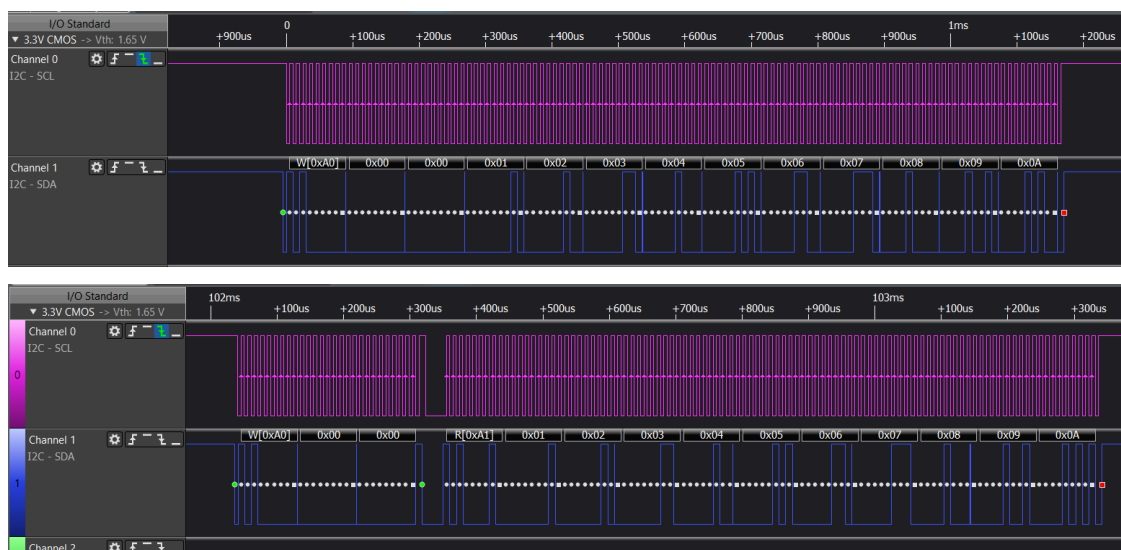 I/O Standard
▼ 3.3V CMOS -> Vth: 1.65 V
+900us 0 +100us +200us +300us +400us +500us +600us +700us +800us +900us 1ms +100us +200us
Channel 0
I2C - SCL
Channel 1
I2C - SDA
W[0xA0] 0x00 0x00 0x01 0x02 0x03 0x04 0x05 0x06 0x07 0x08 0x09 0x0A
I/O Standard
▼ 3.3V CMOS -> Vth: 1.65 V
102ms +100us +200us +300us +400us +500us +600us +700us +800us +900us 103ms +100us +200us +300us
Channel 0
I2C - SCL
0
Channel 1
I2C - SDA
1
W[0xA0] 0x00 0x00 R[0xA1] 0x01 0x02 0x03 0x04 0x05 0x06 0x07 0x08 0x09 0x0A
Channel 2